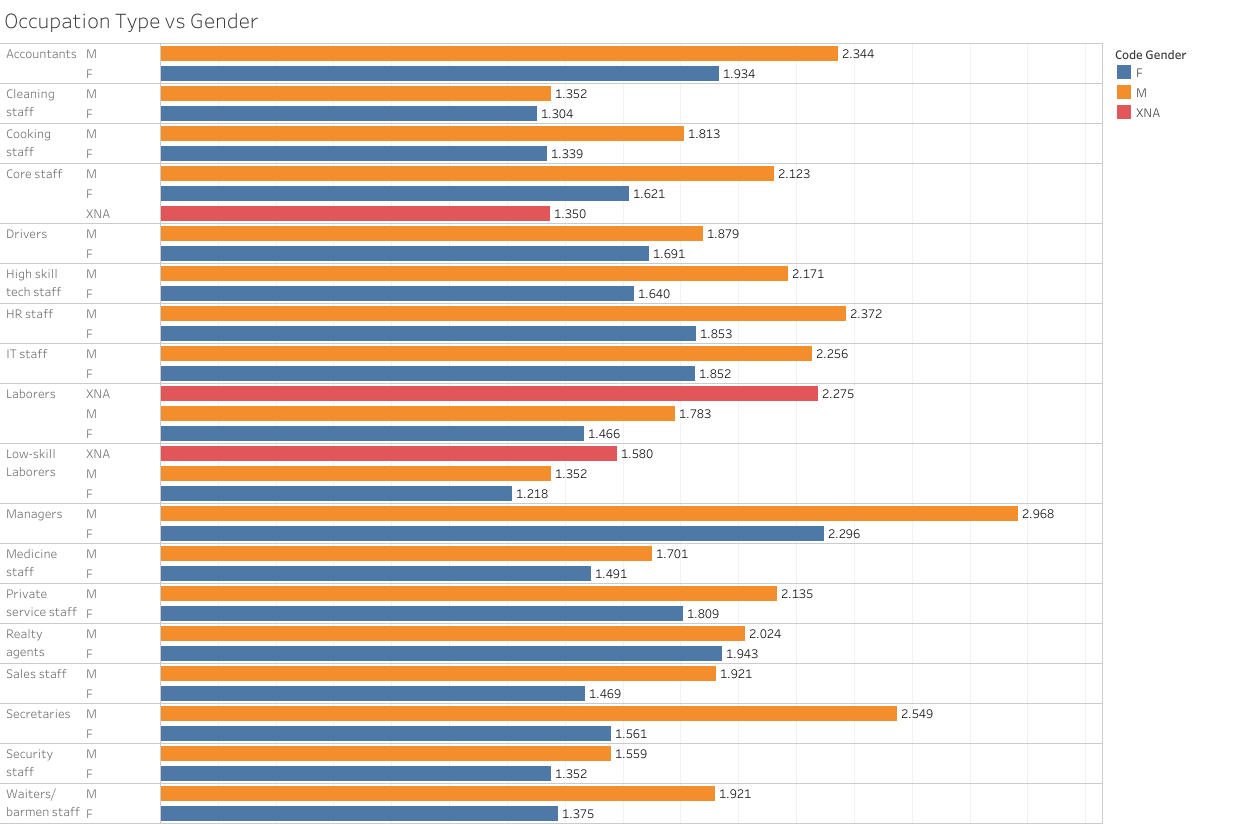 Occupation Type vs Gender
Accountants M 2.344
F 1.934
Cleaning M 1.352
staff F 1.304
Cooking M 1.813
staff F 1.339
Core staff M 2.123
F 1.621
XNA 1.350
Drivers M 1.879
F 1.691
High skill M 2.171
tech staff F 1.640
HR staff M 2.372
F 1.853
IT staff M 2.256
F 1.852
Laborers XNA 2.275
M 1.783
F 1.466
Low-skill XNA 1.580
Laborers M 1.352
F 1.218
Managers M 2.968
F 2.296
Medicine M 1.701
staff F 1.491
Private M 2.135
service staff F 1.809
Realty M 2.024
agents F 1.943
Sales staff M 1.921
F 1.469
Secretaries M 2.549
F 1.561
Security M 1.559
staff F 1.352
Waiters/ M 1.921
barmen staff F 1.375
Code Gender
F
M
XNA